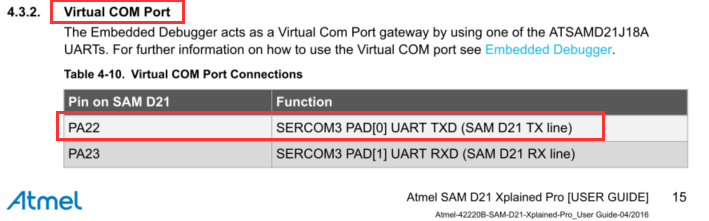 4.3.2. Virtual COM Port
The Embedded Debugger acts as a Virtual Com Port gateway by using one of the ATSAMD21J18A
UARTs. For further information on how to use the Virtual COM port see Embedded Debugger.
Table 4-10. Virtual COM Port Connections
Pin on SAM D21 Function
PA22 SERCOM3 PAD[0] UART TXD (SAM D21 TX line)
PA23 SERCOM3 PAD[1] UART RXD (SAM D21 RX line)
Atmel Atmel SAM D21 Xplained Pro [USER GUIDE] 15
Atmel-42220B-SAM-D21-Xplained-Pro_User Guide-04/2016